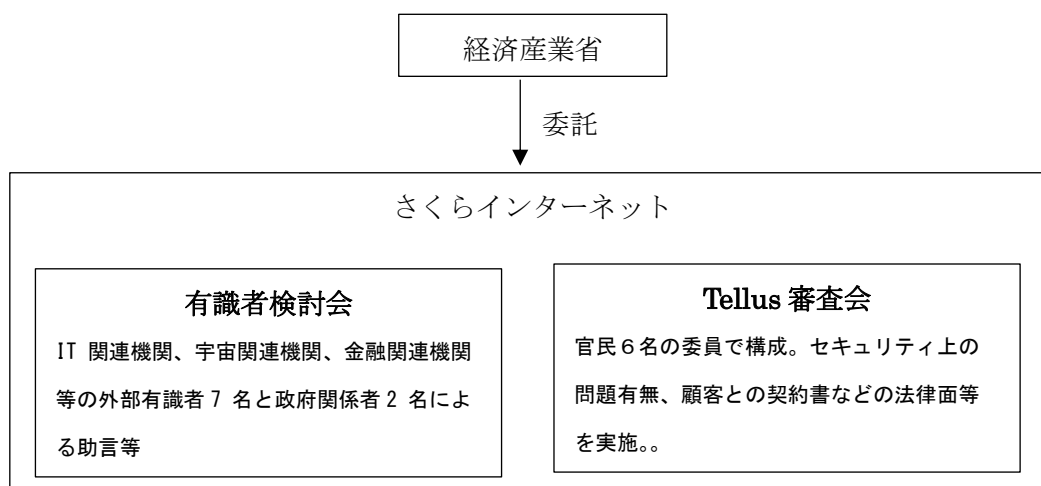 経済産業省
委託
さくらインターネット
有識者検討会
IT 関連機関、宇宙関連機関、金融関連機関
等の外部有識者 7 名と政府関係者 2 名によ
る助言等
Tellus 審査会
官民６名の委員で構成。セキュリティ上の
問題有無、顧客との契約書などの法律面等
を実施。。